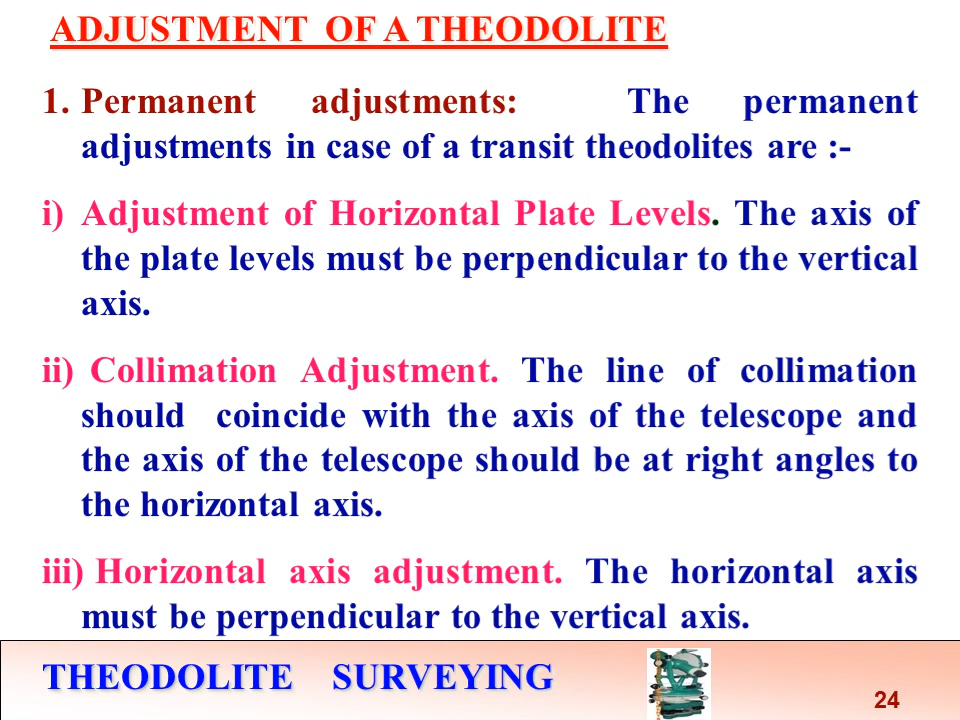 ADJUSTMENT OF A THEODOLITE
1. Permanent adjustments: The permanent
adjustments in case of a transit theodolites are :-
i) Adjustment of Horizontal Plate Levels. The axis of
the plate levels must be perpendicular to the vertical
axis.
ii) Collimation Adjustment. The line of collimation
should coincide with the axis of the telescope and
the axis of the telescope should be at right angles to
the horizontal axis.
iii) Horizontal axis adjustment. The horizontal axis
must be perpendicular to the vertical axis.
THEODOLITE SURVEYING
24